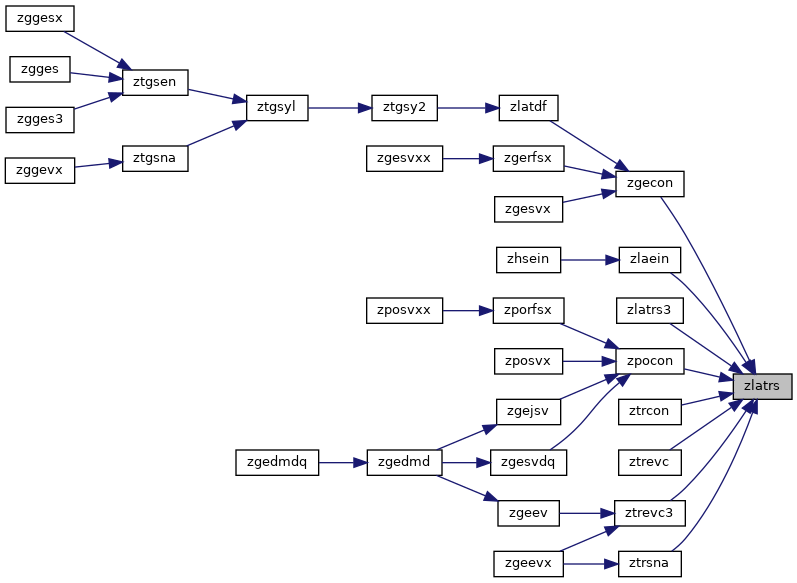 zggesx
zgges
ztgsen
ztgsyl
ztgsy2
zlatdf
zgges3
zgesvxx
zgerfsx
ztgsna
zggevx
zgecon
zgesvx
zhsein
zlaein
zposvxx
zporfsx
zlatrs3
zposvx
zpocon
zlatrs
zgejsv
ztrcon
zgedmdq
zgedmd
zgesvdq
ztrevc
zgeev
ztrevc3
zgeevx
ztrsna